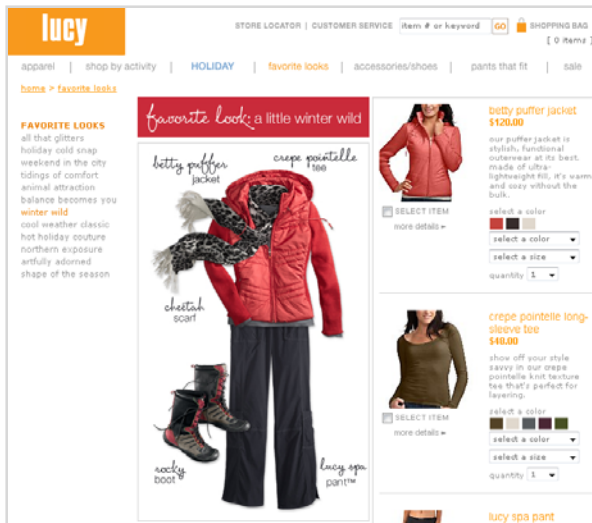 lucy
STORE LOCATOR | CUSTOMER SERVICE
item # or keyword
GO
SHOPPING BAG
[ 0 items ]
apparel | shop by activity | HOLIDAY | favorite looks | accessories/shoes | pants that fit | sale
home > favorite looks
FAVORITE LOOKS
all that glitters
holiday cold snap
weekend in the city
tidings of comfort
animal attraction
balance becomes you
winter wild
cool weather classic
hot holiday couture
northern exposure
artfully adorned
shape of the season
favorite look: a little winter wild
betty puffer
jacket
crepe pointelle
tee
cheetah
scarf
rocky
boot
lucy spa
pant™
betty puffer jacket
$120.00
our puffer jacket is
stylish, functional
outerwear at its best.
made of ultra-
lightweight fill, it's warm
and cozy without the
bulk.
SELECT ITEM
more details ►
select a color
select a color
select a size
quantity 1
crepe pointelle long-
sleeve tee
$48.00
show off your style
savvy in our crepe
pointelle knit texture
tee that's perfect for
layering.
SELECT ITEM
more details ►
select a color
select a color
select a size
quantity 1
lucy spa pant